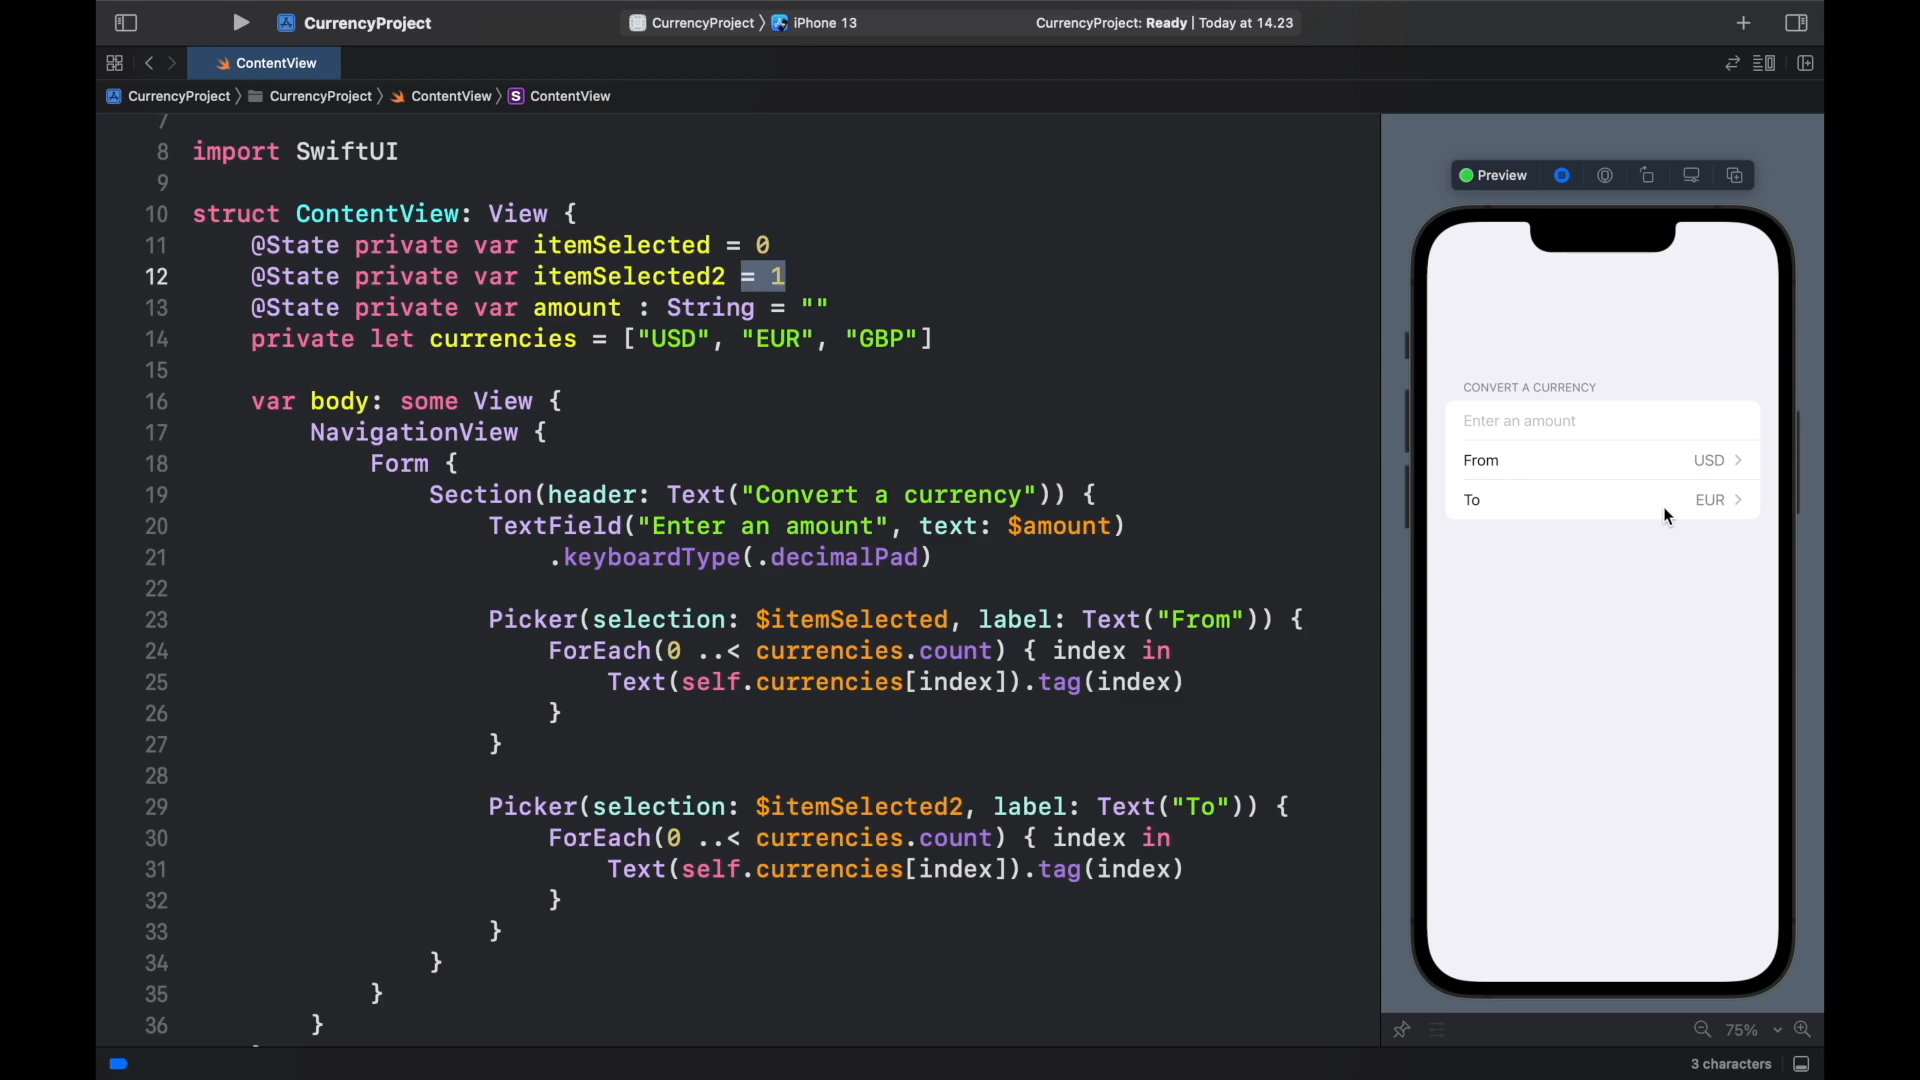 CurrencyProject
CurrencyProject 〉 iPhone 13
CurrencyProject: Ready | Today at 14.23
ContentView
CurrencyProject 〉 CurrencyProject 〉 ContentView 〉 S ContentView
7
8 import SwiftUI
9
10 struct ContentView: View {
11 @State private var itemSelected = 0
12 @State private var itemSelected2 = 1
13 @State private var amount : String = ""
14 private let currencies = ["USD", "EUR", "GBP"]
15
16 var body: some View {
17 NavigationView {
18 Form {
19 Section(header: Text("Convert a currency")) {
20 TextField("Enter an amount", text: $amount)
21 .keyboardType(.decimalPad)
22
23 Picker(selection: $itemSelected, label: Text("From")) {
24 ForEach(0 ..< currencies.count) { index in
25 Text(self.currencies[index]).tag(index)
26 }
27 }
28
29 Picker(selection: $itemSelected2, label: Text("To")) {
30 ForEach(0 ..< currencies.count) { index in
31 Text(self.currencies[index]).tag(index)
32 }
33 }
34 }
35 }
36 }
Preview
CONVERT A CURRENCY
Enter an amount
From USD
To EUR
75%
3 characters